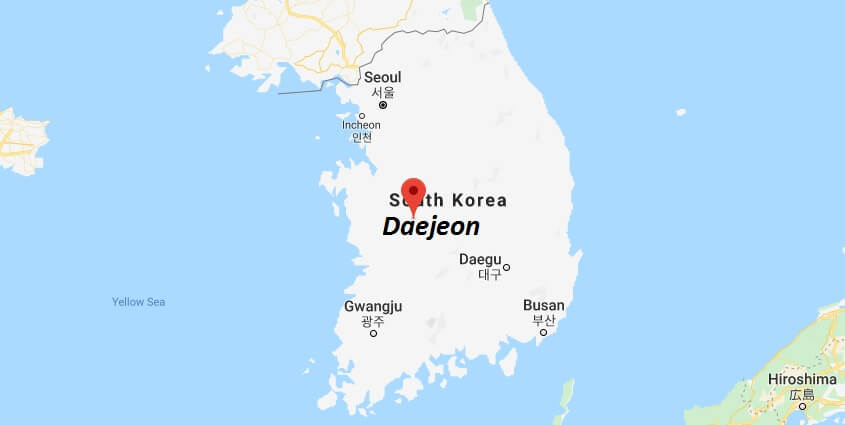 Seoul
서울
Incheon
인천
South Korea
Daejeon
Daegu
대구
Yellow Sea
Gwangju
광주
Busan
부산
Hiroshima
広島